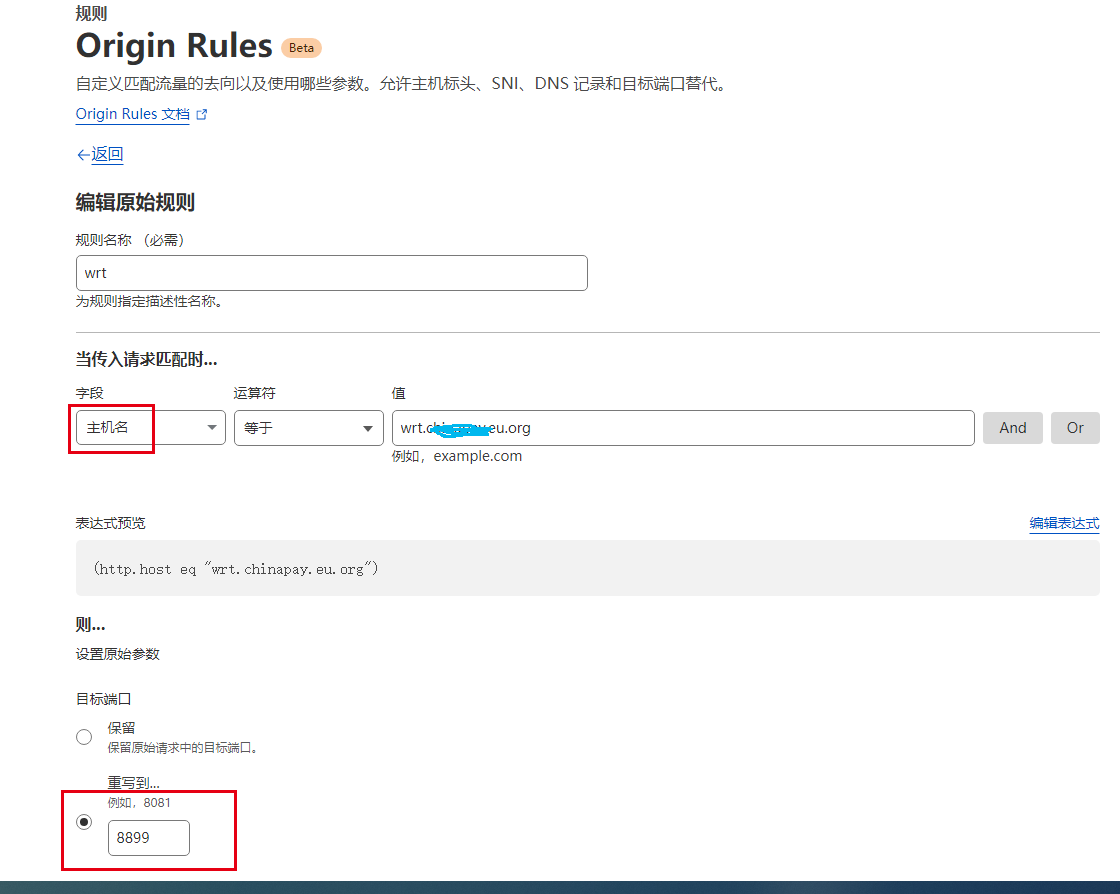 规则
Origin Rules Beta
自定义匹配流量的去向以及使用哪些参数。允许主机标头、SNI、DNS 记录和目标端口替代。
Origin Rules 文档
←返回
编辑原始规则
规则名称 （必需）
wrt
为规则指定描述性名称。
当传入请求匹配时...
字段 运算符 值
主机名 等于 wrt. eu.org And Or
例如，example.com
表达式预览 编辑表达式
(http.host eq "wrt.chinapay.eu.org")
则...
设置原始参数
目标端口
保留
保留原始请求中的目标端口。
重写到...
例如，8081
8899